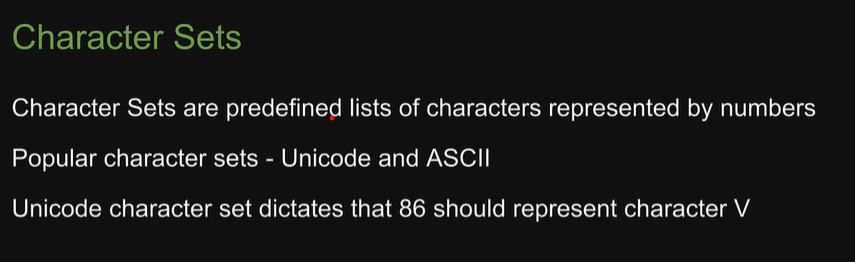 Character Sets
Character Sets are predefined lists of characters represented by numbers
Popular character sets - Unicode and ASCII
Unicode character set dictates that 86 should represent character V